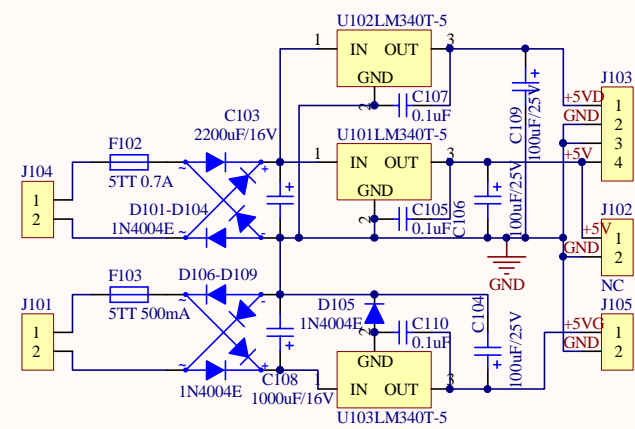 U102LM340T-5
1 IN OUT 3
GND
2
C107
0.1uF
C109
100uF/25V
J103
+5VD 1
GND 2
3
+5V 4
C103
2200uF/16V
U101LM340T-5
1 IN OUT 3
GND
2
C105
0.1uF
C106
100uF/25V
J104
1
2
F102
5TT 0.7A
~
+
D101-D104
1N4004E
~
-
J102
+5V 1
GND 2
NC
GND
F103
5TT 500mA
D106-D109
~
-
D105
1N4004E
J101
1
2
~
+
1N4004E
C108
1000uF/16V
2
GND
C110
0.1uF
C104
100uF/25V
J105
+5VG 1
GND 2
1 IN OUT 3
U103LM340T-5